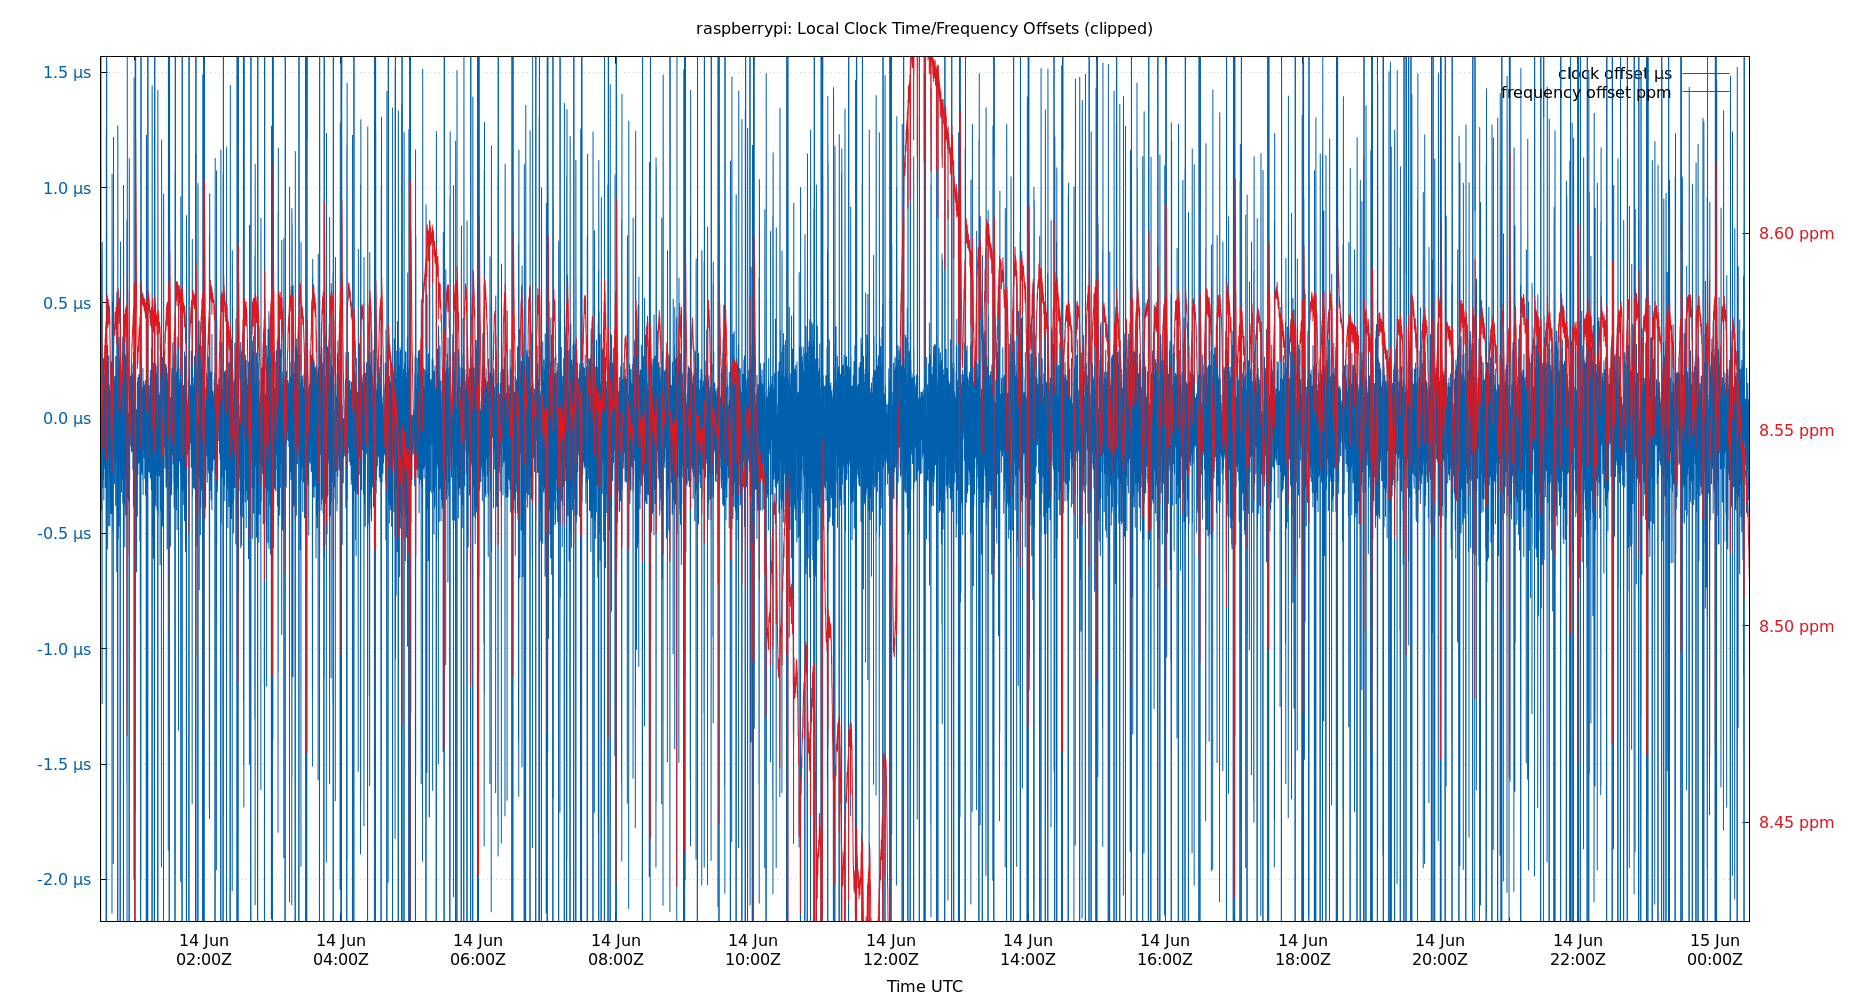 raspberrypi: Local Clock Time/Frequency Offsets (clipped)
1.5 µs
1.0 µs
0.5 µs
0.0 µs
-0.5 µs
-1.0 µs
-1.5 µs
-2.0 µs
clock offset µs
frequency offset ppm
8.60 ppm
8.55 ppm
8.50 ppm
8.45 ppm
14 Jun 14 Jun 14 Jun 14 Jun 14 Jun 14 Jun 14 Jun 14 Jun 14 Jun 14 Jun 14 Jun 15 Jun
02:00Z 04:00Z 06:00Z 08:00Z 10:00Z 12:00Z 14:00Z 16:00Z 18:00Z 20:00Z 22:00Z 00:00Z
Time UTC